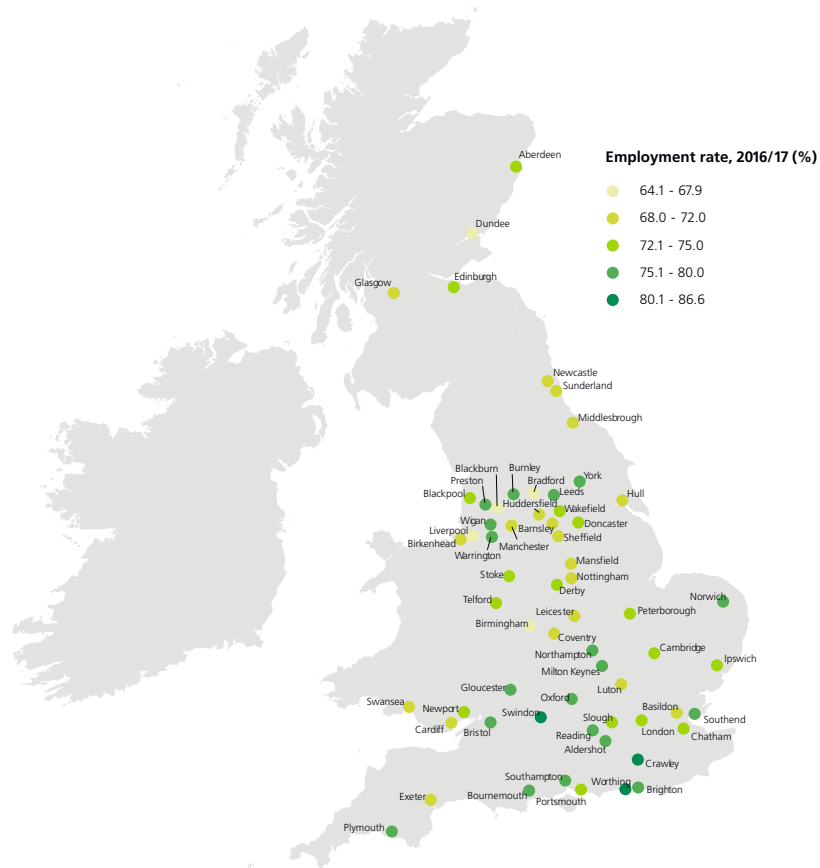 Employment rate, 2016/17 (%)
64.1 - 67.9
68.0 - 72.0
72.1 - 75.0
75.1 - 80.0
80.1 - 86.6
Aberdeen
Dundee
Edinburgh
Glasgow
Newcastle
Sunderland
Middlesbrough
Blackburn
Burnley
York
Preston
Bradford
Blackpool
Leeds
Hull
Huddersfield
Wakefield
Wigan
Doncaster
Liverpool
Barnsley
Birkenhead
Sheffield
Manchester
Warrington
Mansfield
Stoke
Nottingham
Derby
Telford
Norwich
Leicester
Peterborough
Birmingham
Coventry
Cambridge
Northampton
Ipswich
Milton Keynes
Gloucester
Luton
Oxford
Swansea
Newport
Basildon
Swindon
Slough
Southend
Cardiff
Bristol
London
Reading
Chatham
Aldershot
Crawley
Southampton
Worthing
Brighton
Exeter
Bournemouth
Portsmouth
Plymouth